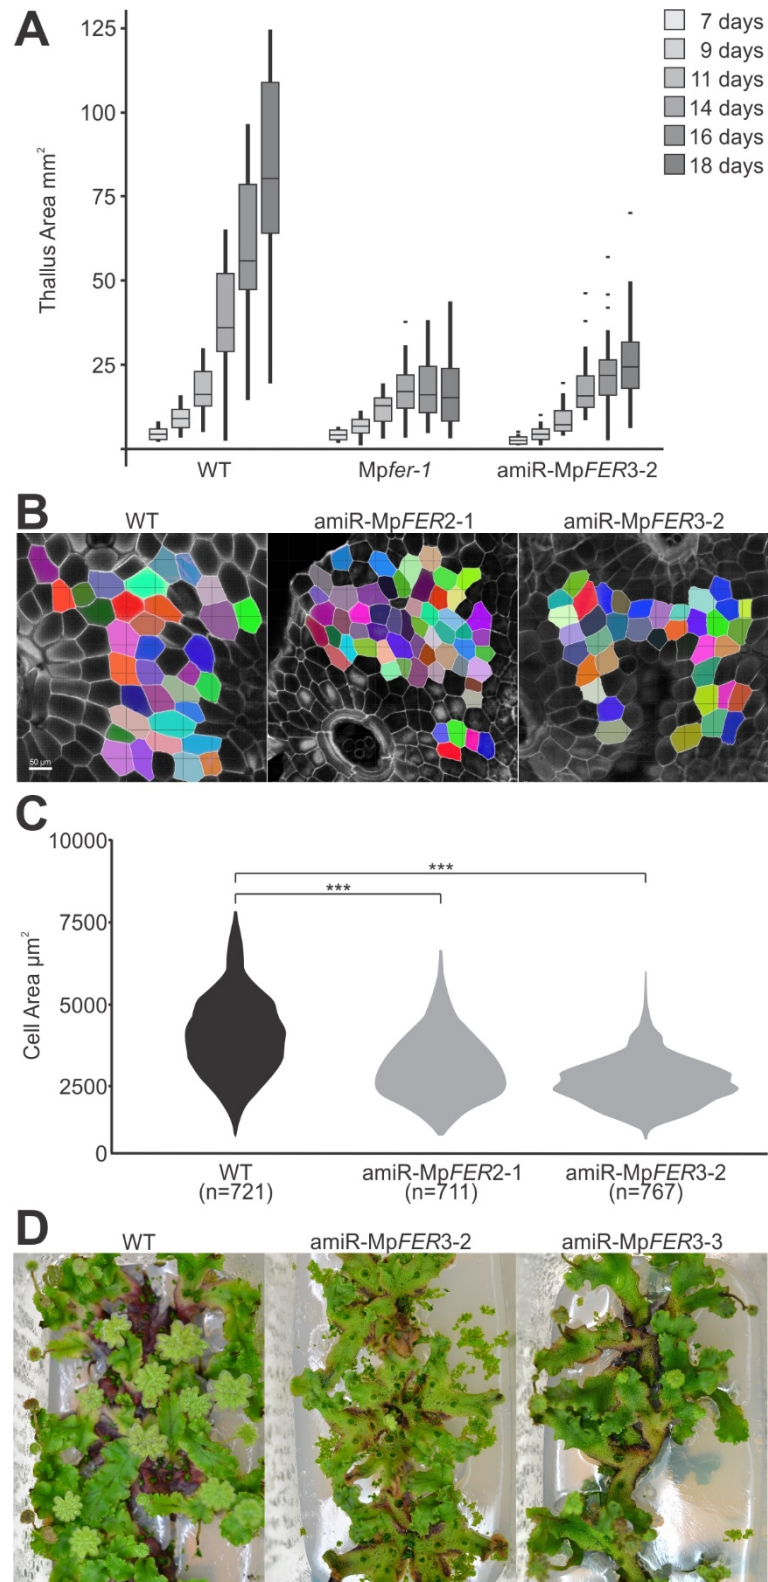 A
125
100
75
50
25
Thallus Area mm²
7 days
9 days
11 days
14 days
16 days
18 days
WT
Mpfer-1
amiR-MpFER3-2
B
WT
amiR-MpFER2-1
amiR-MpFER3-2
50 µm
C
10000
7500
5000
2500
0
Cell Area µm²
***
***
WT
(n=721)
amiR-MpFER2-1
(n=711)
amiR-MpFER3-2
(n=767)
D
WT
amiR-MpFER3-2
amiR-MpFER3-3